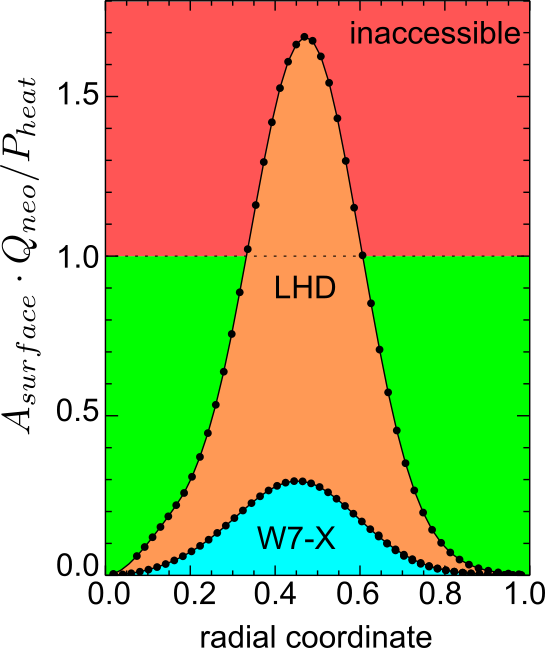 inaccessible
A_{surface} · Q_{neo}/P_{heat}
1.5
1.0
LHD
0.5
W7-X
0.0
0.0 0.2 0.4 0.6 0.8 1.0
radial coordinate